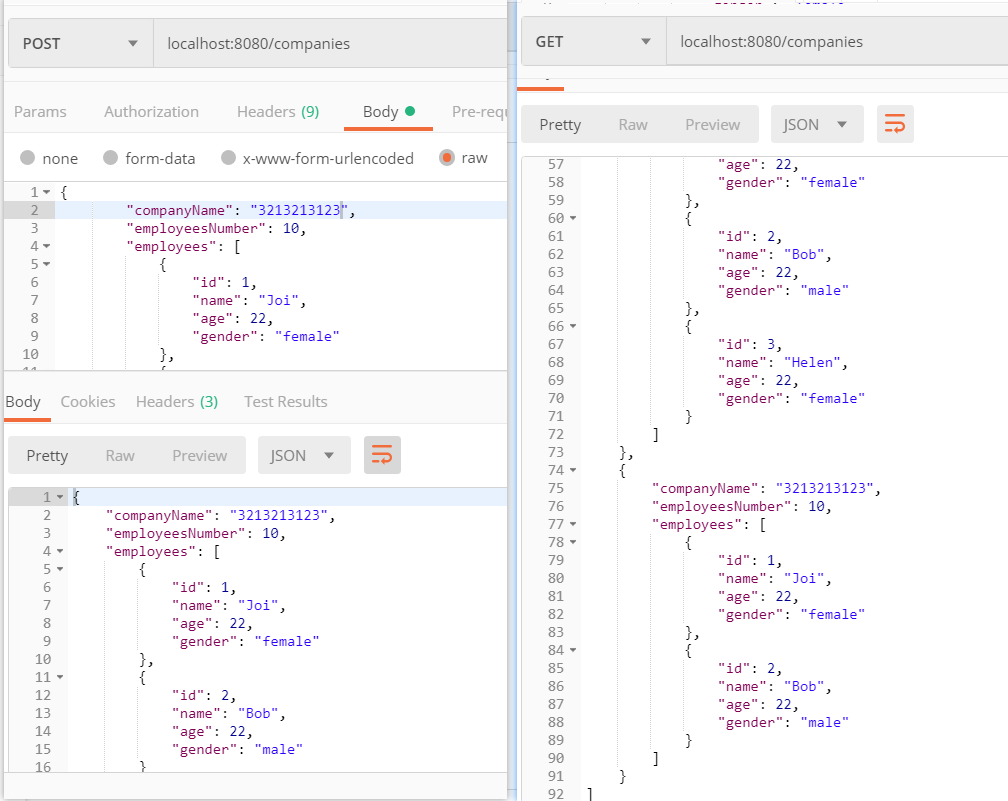 POST localhost:8080/companies
Params Authorization Headers (9) Body Pre-requ
none form-data x-www-form-urlencoded raw
1 {
2 "companyName": "3213213123",
3 "employeesNumber": 10,
4 "employees": [
5 {
6 "id": 1,
7 "name": "Joi",
8 "age": 22,
9 "gender": "female"
10 },
Body Cookies Headers (3) Test Results
Pretty Raw Preview JSON
1 {
2 "companyName": "3213213123",
3 "employeesNumber": 10,
4 "employees": [
5 {
6 "id": 1,
7 "name": "Joi",
8 "age": 22,
9 "gender": "female"
10 },
11 {
12 "id": 2,
13 "name": "Bob",
14 "age": 22,
15 "gender": "male"
16 }
GET localhost:8080/companies
Pretty Raw Preview JSON
57 "age": 22,
58 "gender": "female"
59 },
60 {
61 "id": 2,
62 "name": "Bob",
63 "age": 22,
64 "gender": "male"
65 },
66 {
67 "id": 3,
68 "name": "Helen",
69 "age": 22,
70 "gender": "female"
71 }
72 ]
73 },
74 {
75 "companyName": "3213213123",
76 "employeesNumber": 10,
77 "employees": [
78 {
79 "id": 1,
80 "name": "Joi",
81 "age": 22,
82 "gender": "female"
83 },
84 {
85 "id": 2,
86 "name": "Bob",
87 "age": 22,
88 "gender": "male"
89 }
90 ]
91 }
92 ]